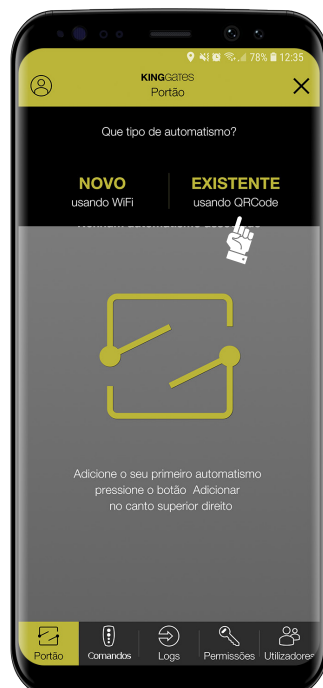 78% 12:35
KINGGATES
Portão
Que tipo de automatismo?
NOVO
usando WiFi
EXISTENTE
usando QRCode
Adicione o seu primeiro automatismo
pressione o botão Adicionar
no canto superior direito
Portão
Comandos
Logs
Permissões
Utilizadores